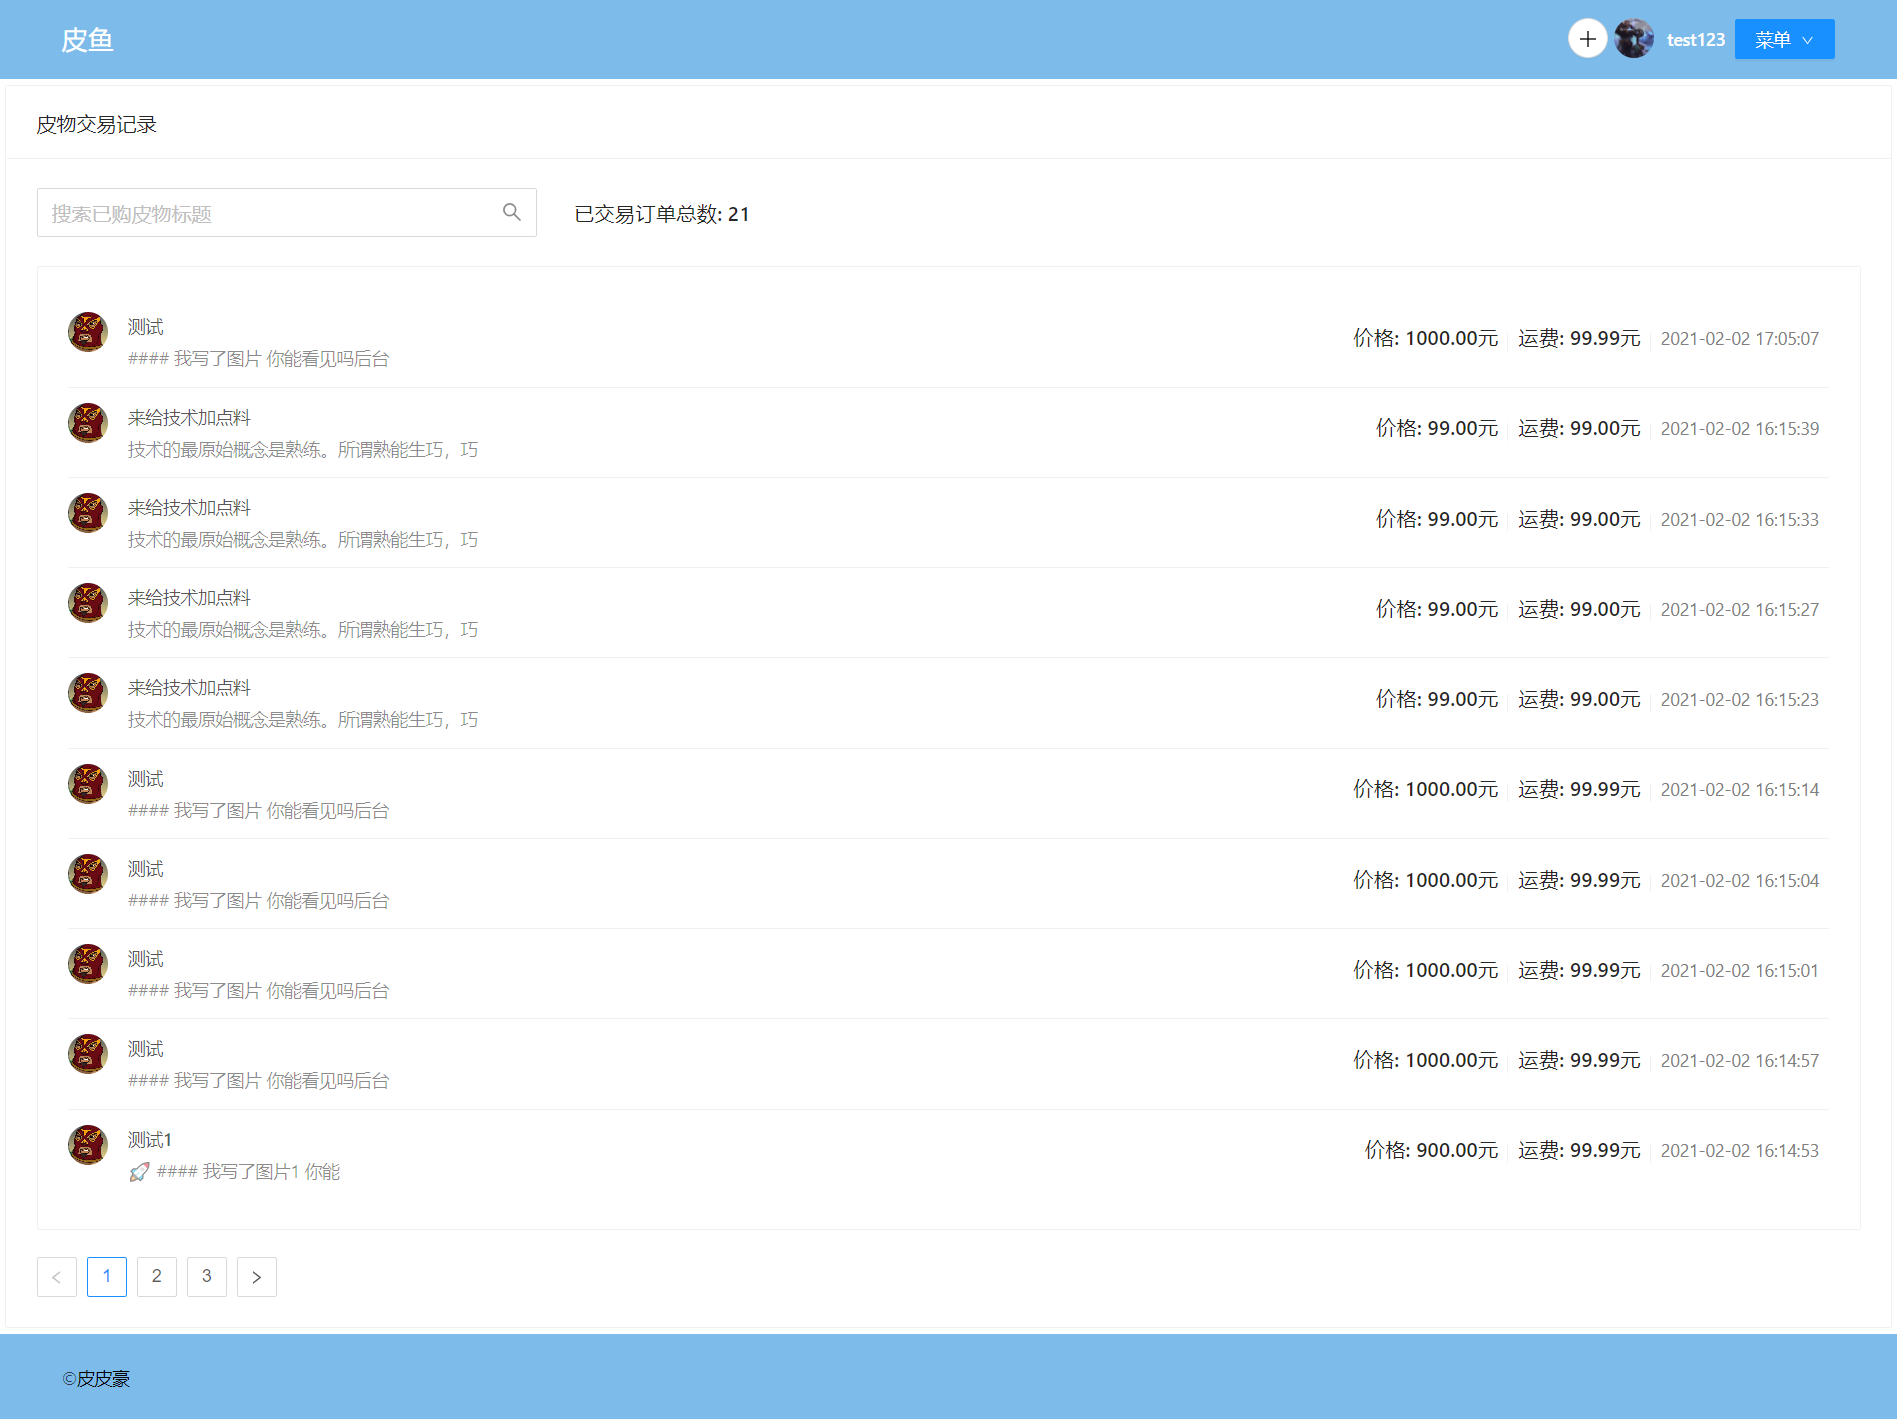 皮鱼
test123
菜单
皮物交易记录
搜索已购皮物标题
已交易订单总数: 21
测试
#### 我写了图片 你能看见吗后台
价格: 1000.00元 运费: 99.99元 2021-02-02 17:05:07
来给技术加点料
技术的最原始概念是熟练。所谓熟能生巧，巧
价格: 99.00元 运费: 99.00元 2021-02-02 16:15:39
来给技术加点料
技术的最原始概念是熟练。所谓熟能生巧，巧
价格: 99.00元 运费: 99.00元 2021-02-02 16:15:33
来给技术加点料
技术的最原始概念是熟练。所谓熟能生巧，巧
价格: 99.00元 运费: 99.00元 2021-02-02 16:15:27
来给技术加点料
技术的最原始概念是熟练。所谓熟能生巧，巧
价格: 99.00元 运费: 99.00元 2021-02-02 16:15:23
测试
#### 我写了图片 你能看见吗后台
价格: 1000.00元 运费: 99.99元 2021-02-02 16:15:14
测试
#### 我写了图片 你能看见吗后台
价格: 1000.00元 运费: 99.99元 2021-02-02 16:15:04
测试
#### 我写了图片 你能看见吗后台
价格: 1000.00元 运费: 99.99元 2021-02-02 16:15:01
测试
#### 我写了图片 你能看见吗后台
价格: 1000.00元 运费: 99.99元 2021-02-02 16:14:57
测试1
🚀 #### 我写了图片1 你能
价格: 900.00元 运费: 99.99元 2021-02-02 16:14:53
1 2 3
©皮皮豪